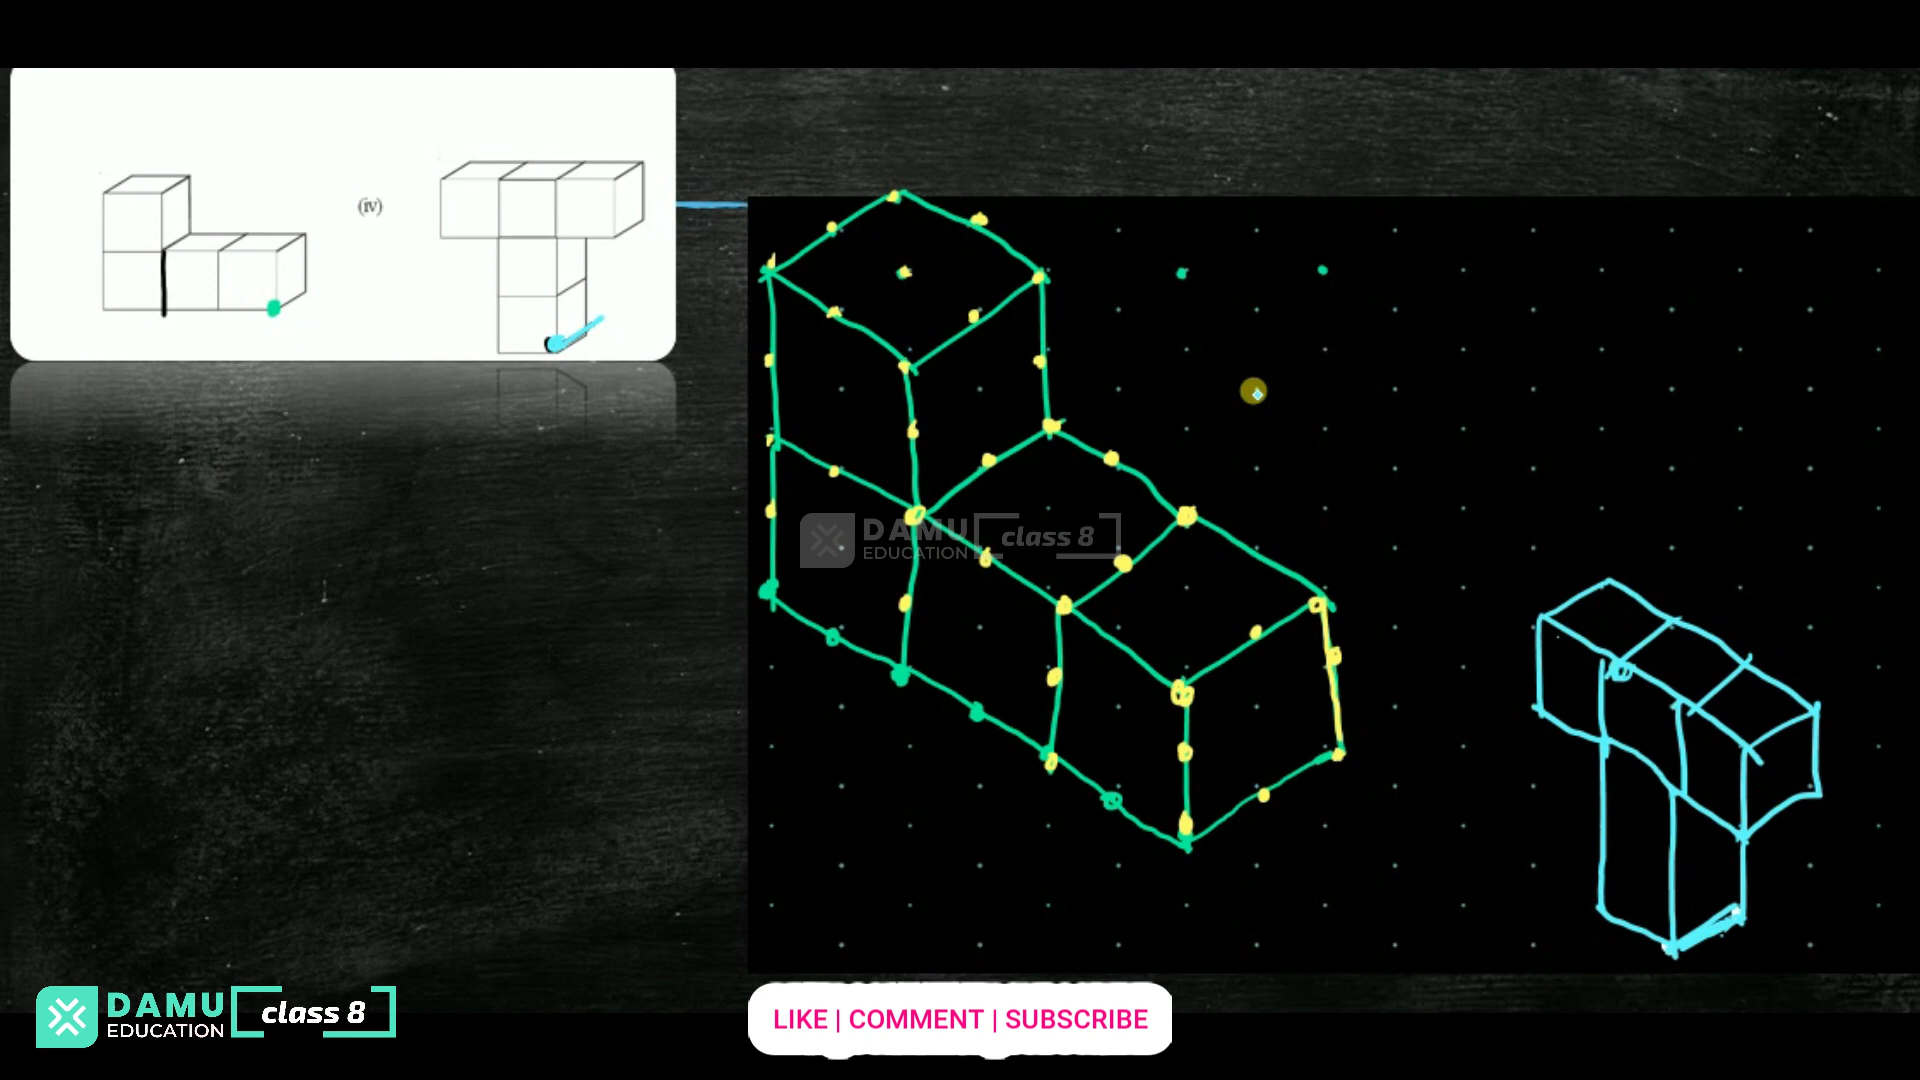 (iv)
DAMU
EDUCATION
class 8
DAMU
EDUCATION
class 8
LIKE | COMMENT | SUBSCRIBE